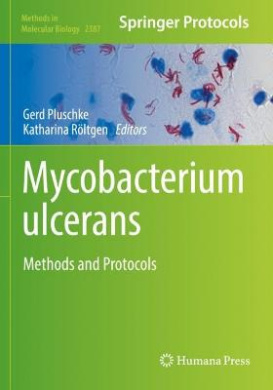 Methods in
Molecular Biology 2387
Springer Protocols
Gerd Pluschke
Katharina Röltgen Editors
Mycobacterium
ulcerans
Methods and Protocols
Humana Press